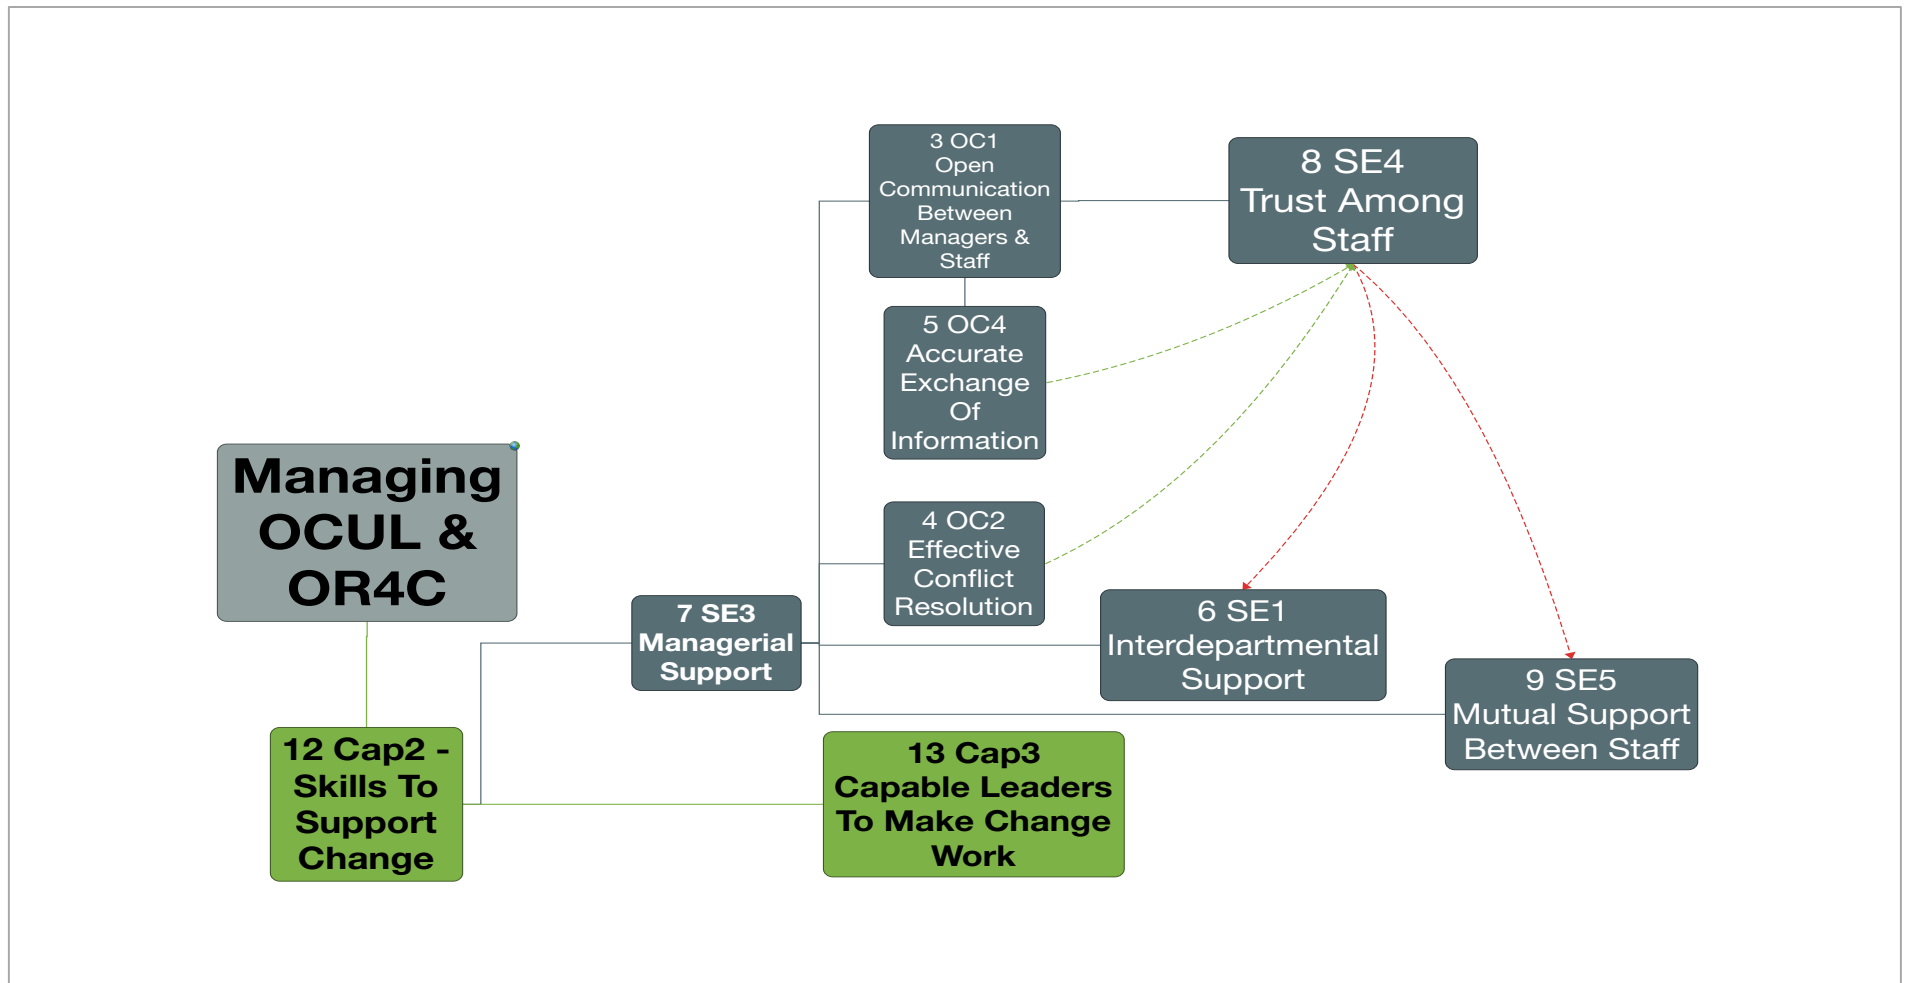 3 OC1
Open
Communication
Between
Managers &
Staff
8 SE4
Trust Among
Staff
5 OC4
Accurate
Exchange
Of
Information
Managing
OCUL &
OR4C
4 OC2
Effective
Conflict
Resolution
7 SE3
Managerial
Support
6 SE1
Interdepartmental
Support
9 SE5
Mutual Support
Between Staff
12 Cap2 -
Skills To
Support
Change
13 Cap3
Capable Leaders
To Make Change
Work